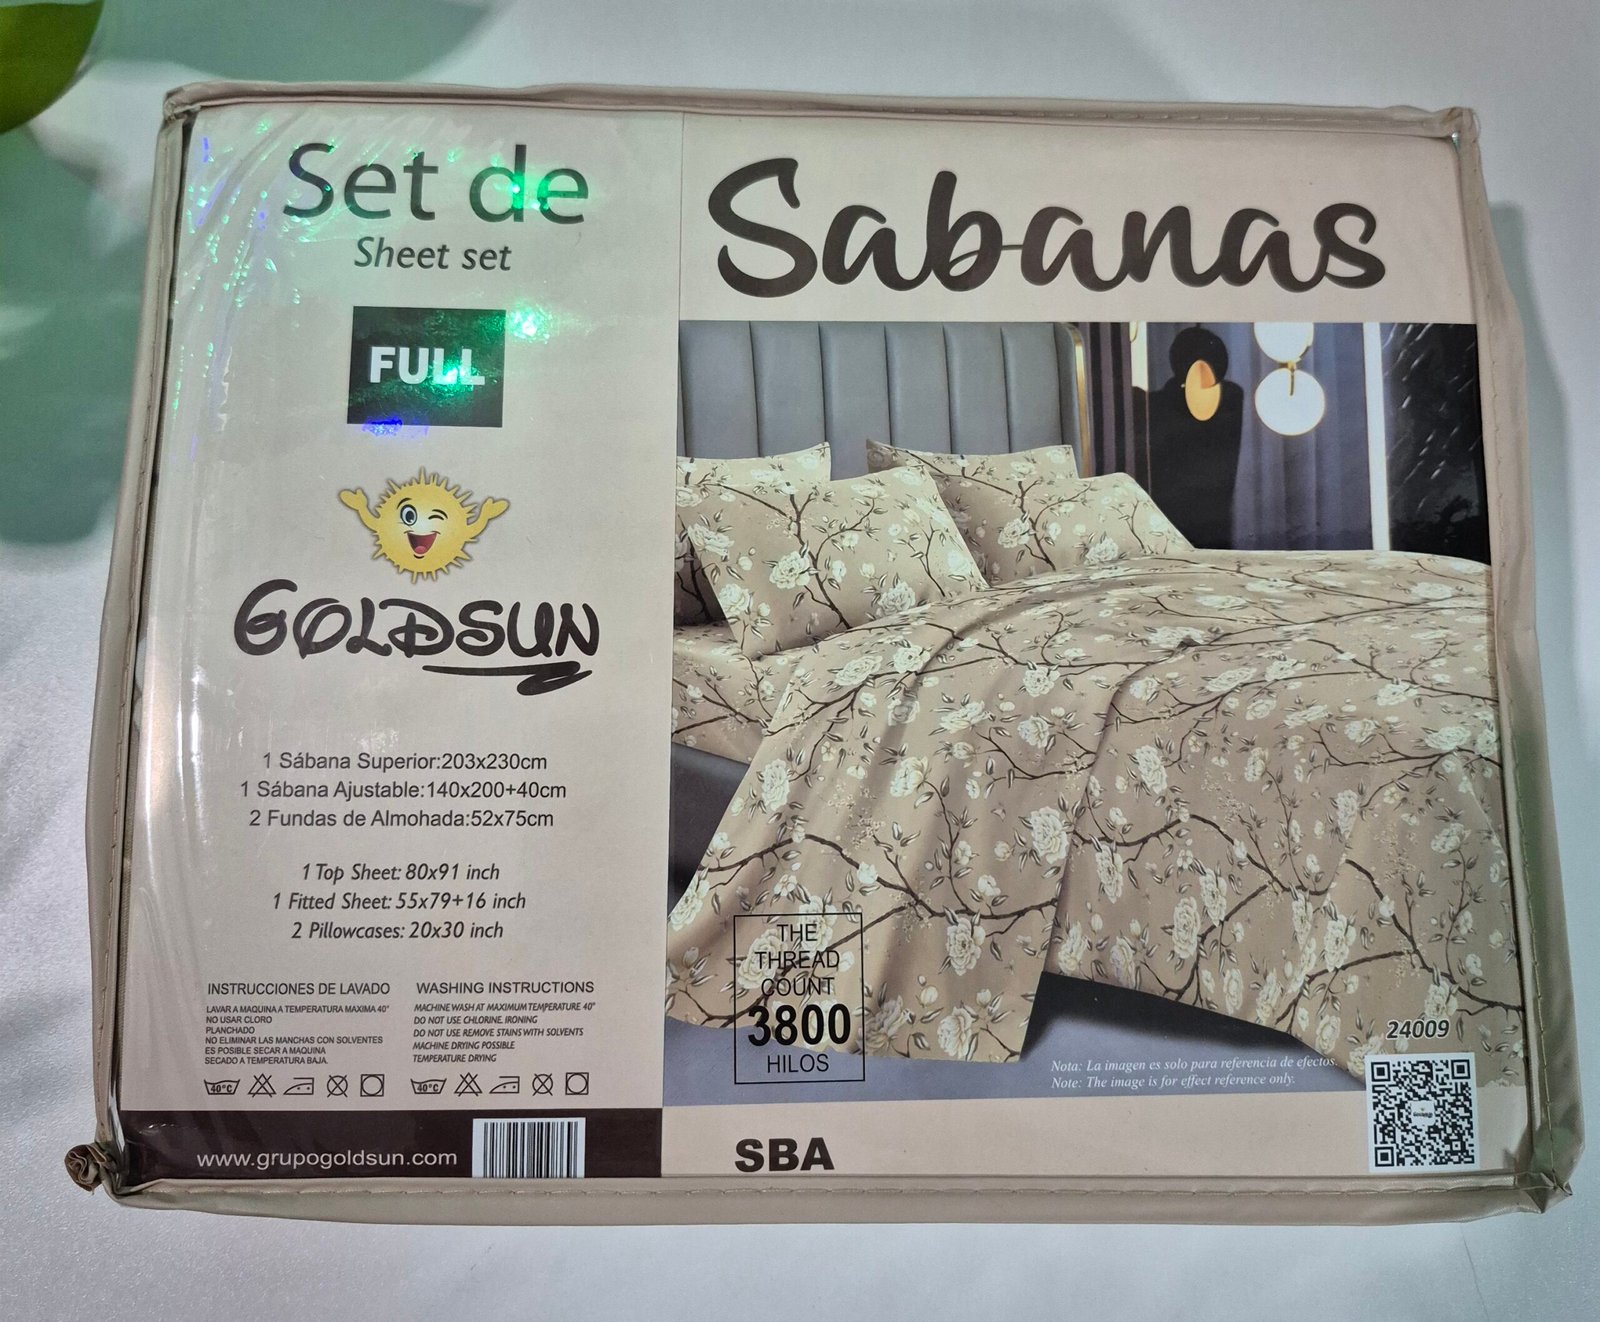 Set de
Sheet set
FULL
GOLDSUN
1 Sábana Superior:203x230cm
1 Sábana Ajustable:140x200+40cm
2 Fundas de Almohada:52x75cm
1 Top Sheet: 80x91 inch
1 Fitted Sheet: 55x79+16 inch
2 Pillowcases: 20x30 inch
INSTRUCCIONES DE LAVADO
LAVAR A MAQUINA A TEMPERATURA MAXIMA 40°
NO USAR CLORO
PLANCHADO
NO ELIMINAR LAS MANCHAS CON SOLVENTES
ES POSIBLE SECAR A MAQUINA
SECADO A TEMPERATURA BAJA.
40°C
WASHING INSTRUCTIONS
MACHINE WASH AT MAXIMUM TEMPERATURE 40°
DO NOT USE CHLORINE. IRONING
DO NOT USE REMOVE STAINS WITH SOLVENTS
MACHINE DRYING POSSIBLE
TEMPERATURE DRYING
40°C
www.grupogoldsun.com
Sabanas
THE
THREAD
COUNT
3800
HILOS
24009
Nota: La imagen es solo para referencia de efectos.
Note: The image is for effect reference only.
SBA